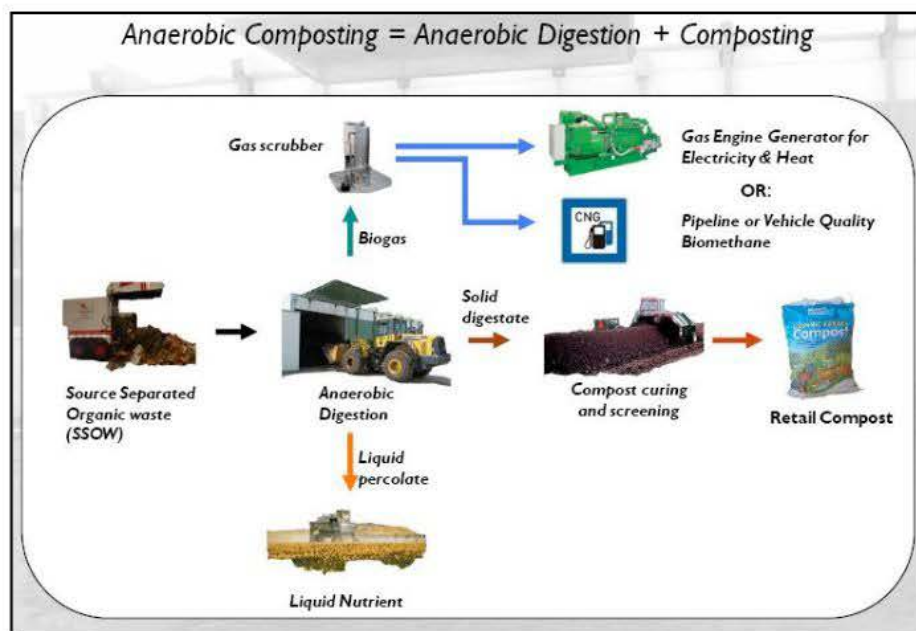 Anaerobic Composting = Anaerobic Digestion + Composting
Gas scrubber
Gas Engine Generator for
Electricity & Heat
OR:
CNG
Pipeline or Vehicle Quality
Biomethane
Biogas
Solid
digestate
Source Separated
Organic waste
(SSOW)
Anaerobic
Digestion
Compost curing
and screening
Compost
Retail Compost
Liquid
percolate
Liquid Nutrient